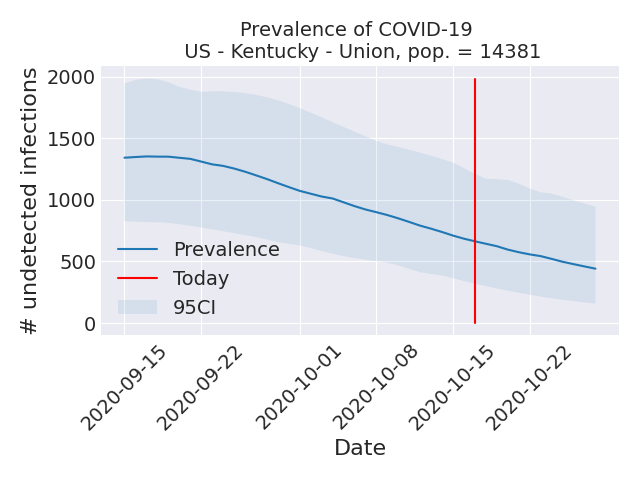 Prevalence of COVID-19
US - Kentucky - Union, pop. = 14381
# undetected infections
2000
1500
1000
500
0
Prevalence
Today
95CI
2020-09-15
2020-09-22
2020-10-01
2020-10-08
2020-10-15
2020-10-22
Date